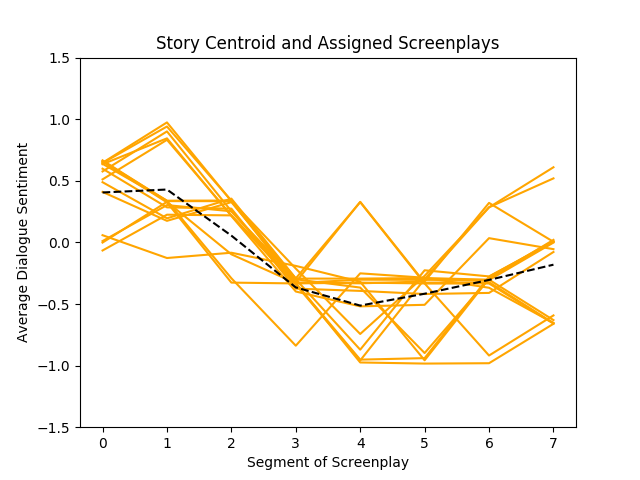 Story Centroid and Assigned Screenplays
1.5
1.0
0.5
0.0
−0.5
−1.0
−1.5
Average Dialogue Sentiment
0 1 2 3 4 5 6 7
Segment of Screenplay